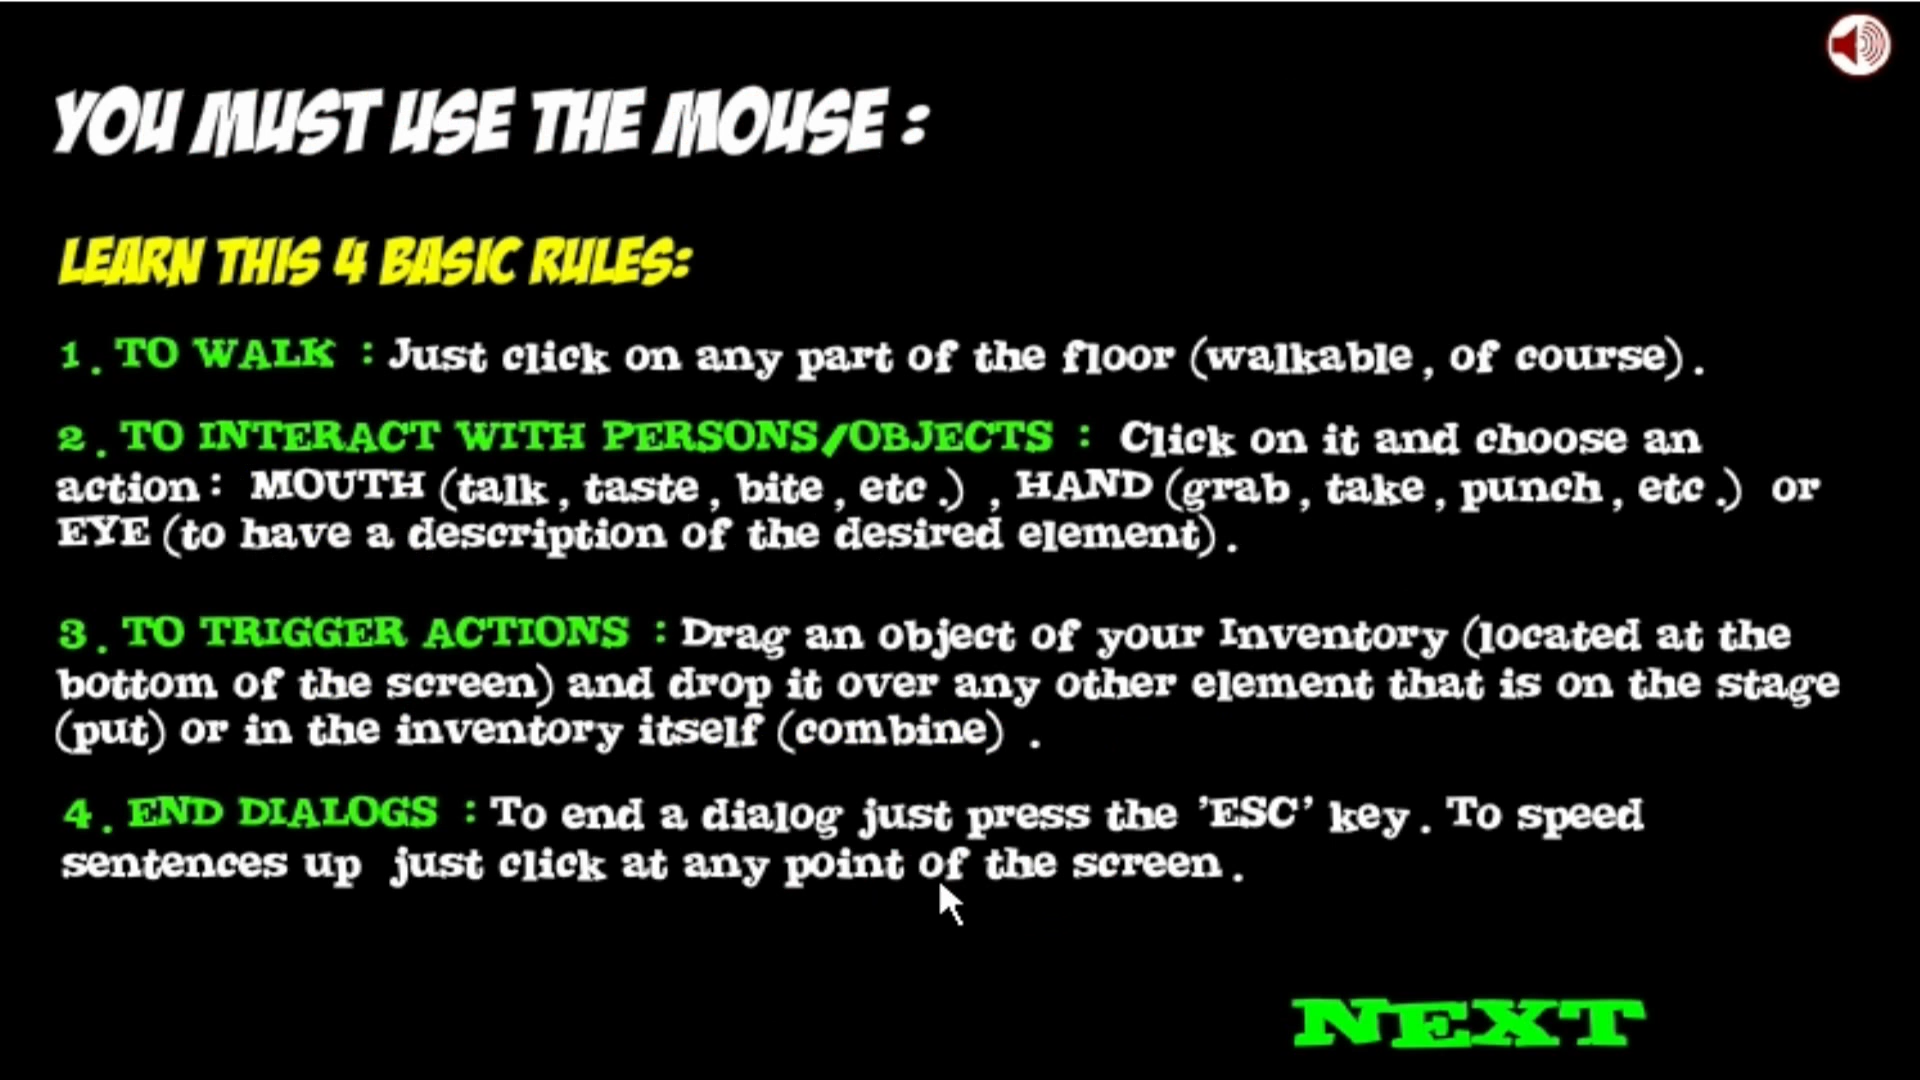 YOU MUST USE THE MOUSE :
LEARN THIS 4 BASIC RULES:
1. TO WALK : Just click on any part of the floor (walkable, of course).
2. TO INTERACT WITH PERSONS/OBJECTS : Click on it and choose an
action: MOUTH (talk, taste, bite, etc.) , HAND (grab, take, punch, etc.) or
EYE (to have a description of the desired element).
3. TO TRIGGER ACTIONS : Drag an object of your Inventory (located at the
bottom of the screen) and drop it over any other element that is on the stage
(put) or in the inventory itself (combine) .
4. END DIALOGS : To end a dialog just press the 'ESC' key. To speed
sentences up just click at any point of the screen.
NEXT